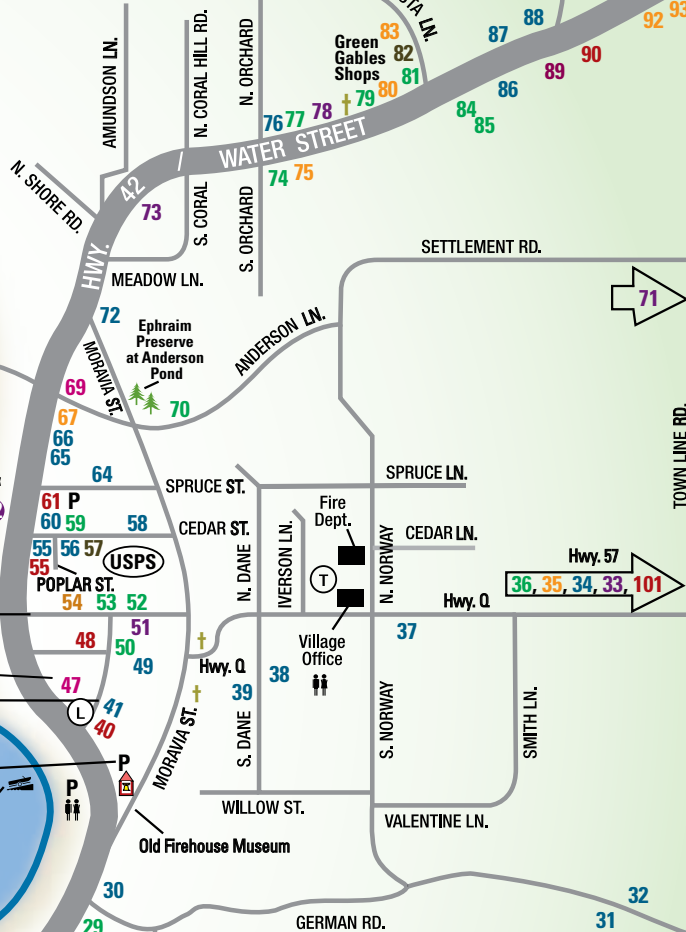 TA LN.
83
82
81
Green
Gables
Shops
80
79
78
77
76
88
87
92
93
90
89
86
84
85
AMUNDSON LN.
N. CORAL HILL RD.
N. ORCHARD
HWY. 42 / WATER STREET
74
75
N. SHORE RD.
73
S. CORAL
S. ORCHARD
SETTLEMENT RD.
MEADOW LN.
71
72
Ephraim
Preserve
at Anderson
Pond
ANDERSON LN.
MORAVIA ST.
69
70
67
66
65
64
TOWN LINE RD.
SPRUCE ST.
SPRUCE LN.
61 P
60 59
58
CEDAR ST.
N. DANE
IVERSON LN.
Fire
Dept.
N. NORWAY
CEDAR LN.
55
56
57
USPS
55
POPLAR ST.
T
Hwy. 57
36, 35, 34, 33, 101
54
53
52
Hwy. Q
51
48
50
49
Hwy. Q
Village
Office
37
47
39
38
L
41
40
MORAVIA ST.
S. DANE
S. NORWAY
SMITH LN.
P
P
WILLOW ST.
VALENTINE LN.
Old Firehouse Museum
30
29
GERMAN RD.
32
31